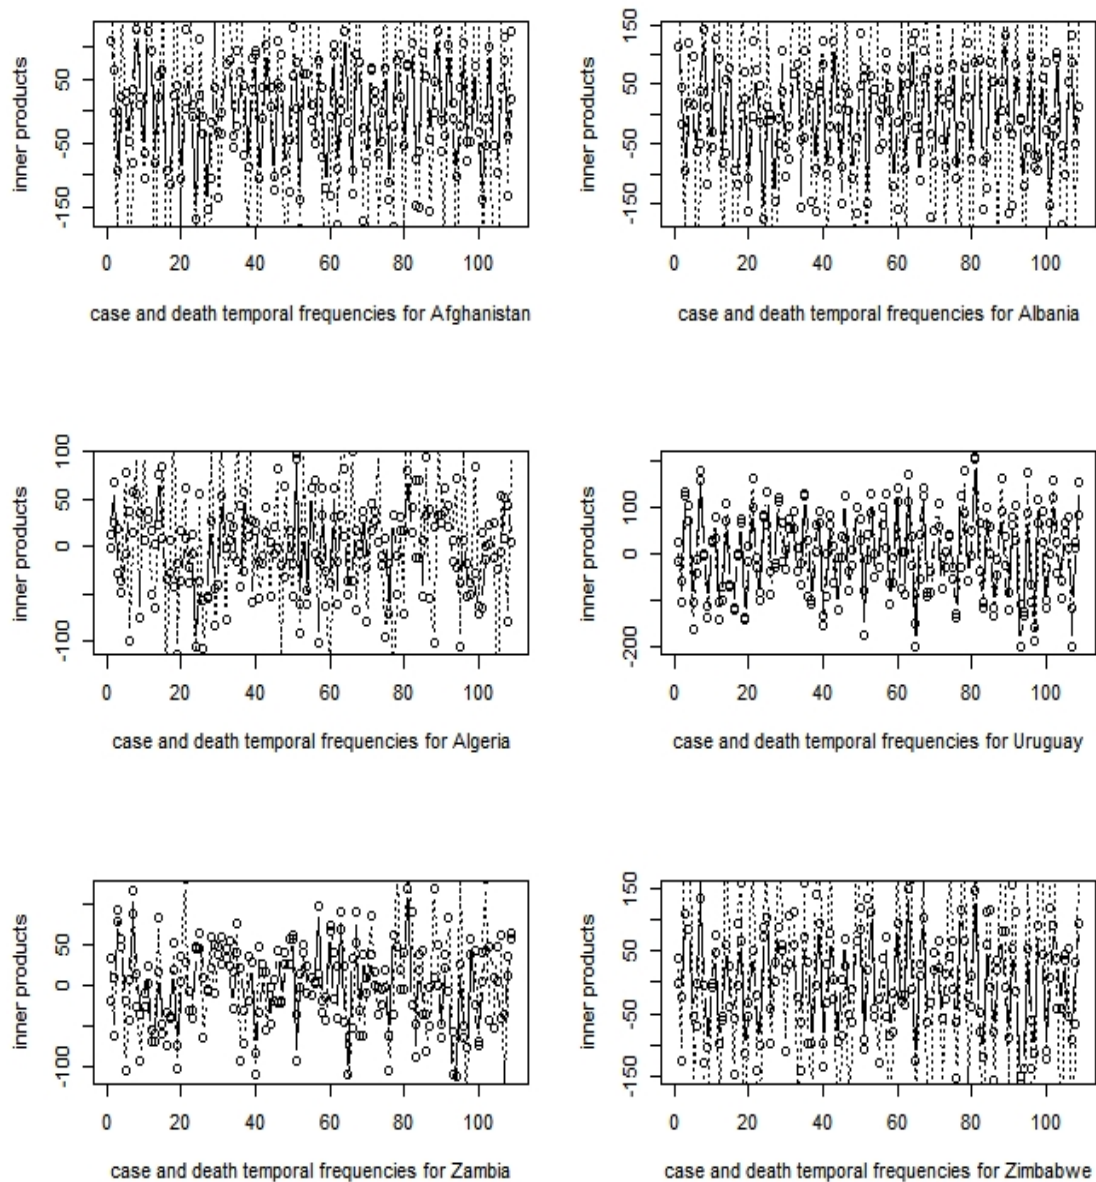 inner products
-150
-50
50
0 20 40 60 80 100
case and death temporal frequencies for Afghanistan
inner products
-150
-50
50
150
0 20 40 60 80 100
case and death temporal frequencies for Albania
inner products
-100
0
50
100
0 20 40 60 80 100
case and death temporal frequencies for Algeria
inner products
-200
0
100
0 20 40 60 80 100
case and death temporal frequencies for Uruguay
inner products
-100
0
50
0 20 40 60 80 100
case and death temporal frequencies for Zambia
inner products
-150
-50
50
150
0 20 40 60 80 100
case and death temporal frequencies for Zimbabwe